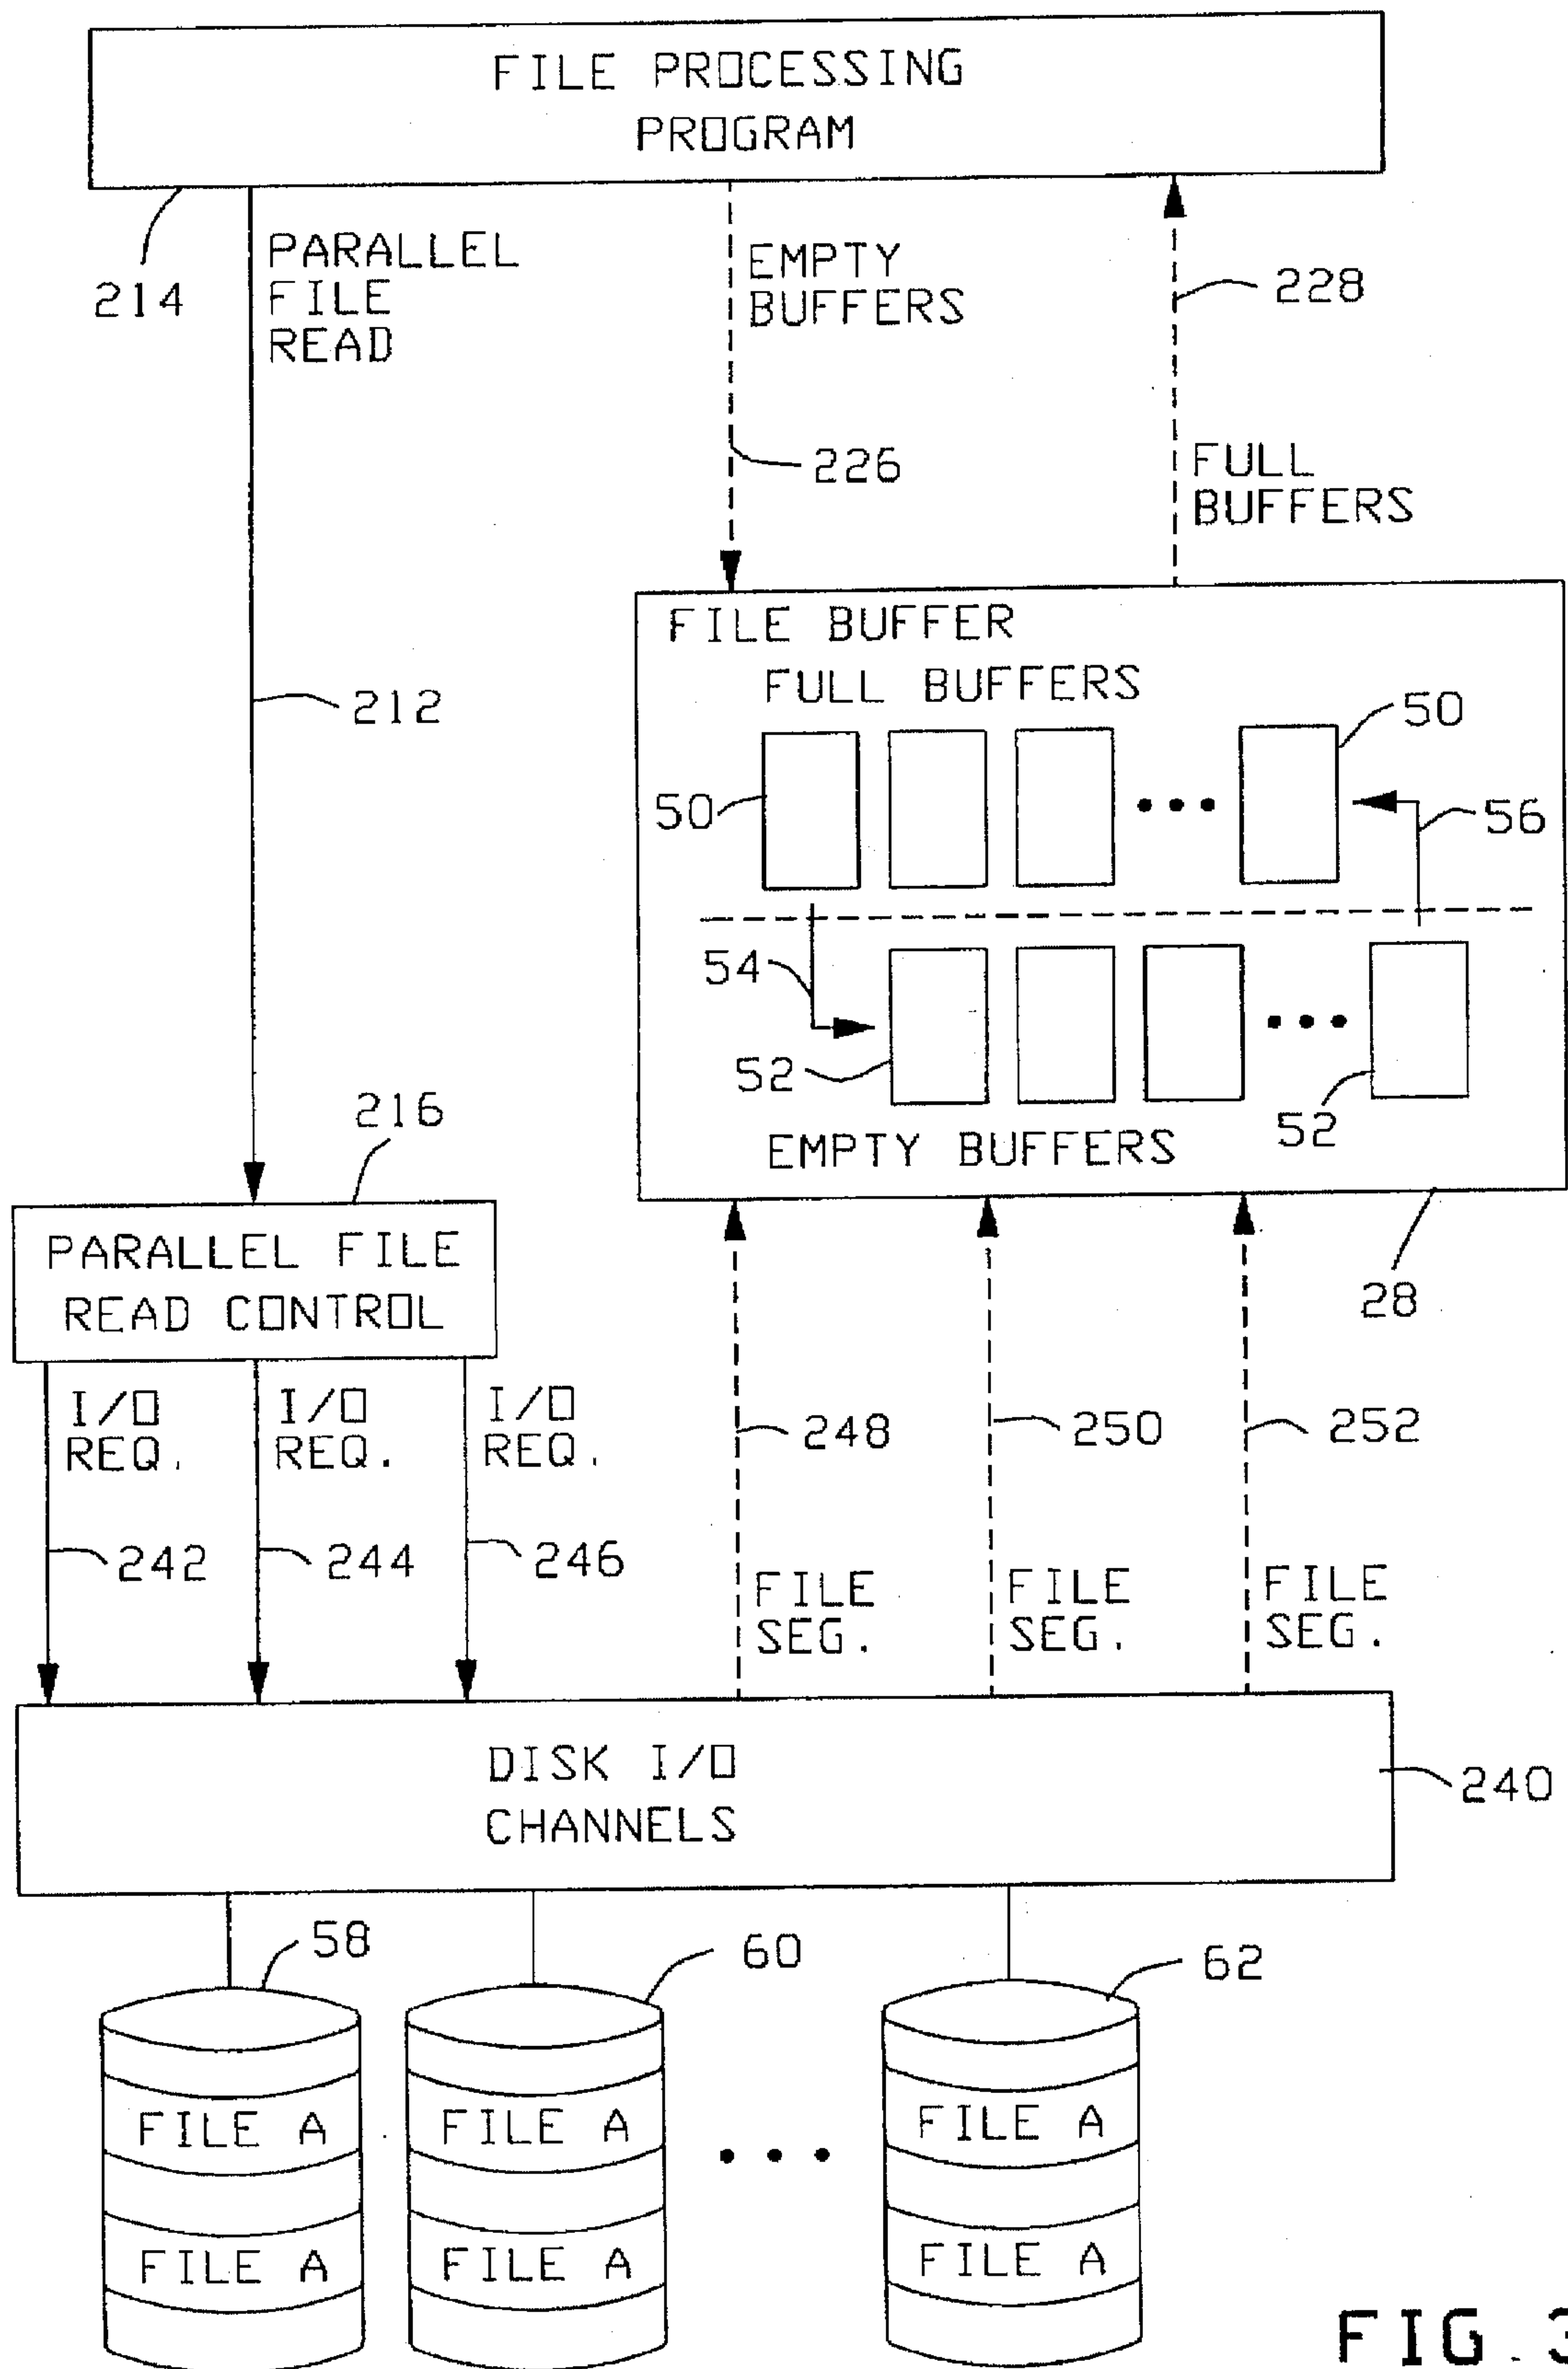 FILE PROCESSING
PROGRAM
214
PARALLEL
FILE
READ
EMPTY
BUFFERS
228
226
FULL
BUFFERS
212
FILE BUFFER
FULL BUFFERS
50
50
56
54
52
52
EMPTY BUFFERS
28
216
PARALLEL FILE
READ CONTROL
I/O
REQ.
I/O
REQ.
I/O
REQ.
242
244
246
248
250
252
FILE
SEG.
FILE
SEG.
FILE
SEG.
DISK I/O
CHANNELS
240
58
60
62
FILE A
FILE A
FILE A
FILE A
FILE A
FILE A
FIG.3